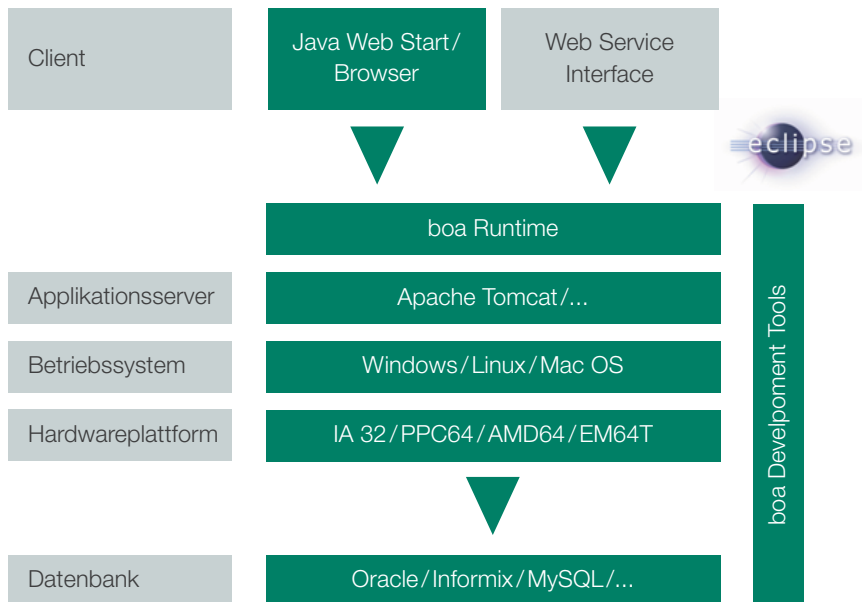 Client
Java Web Start/
Browser
Web Service
Interface
eclipse
boa Runtime
Applikationsserver
Apache Tomcat/...
Betriebssystem
Windows/Linux/Mac OS
Hardwareplattform
IA 32/PPC64/AMD64/EM64T
Datenbank
Oracle/Informix/MySQL/...
boa Develpoment Tools